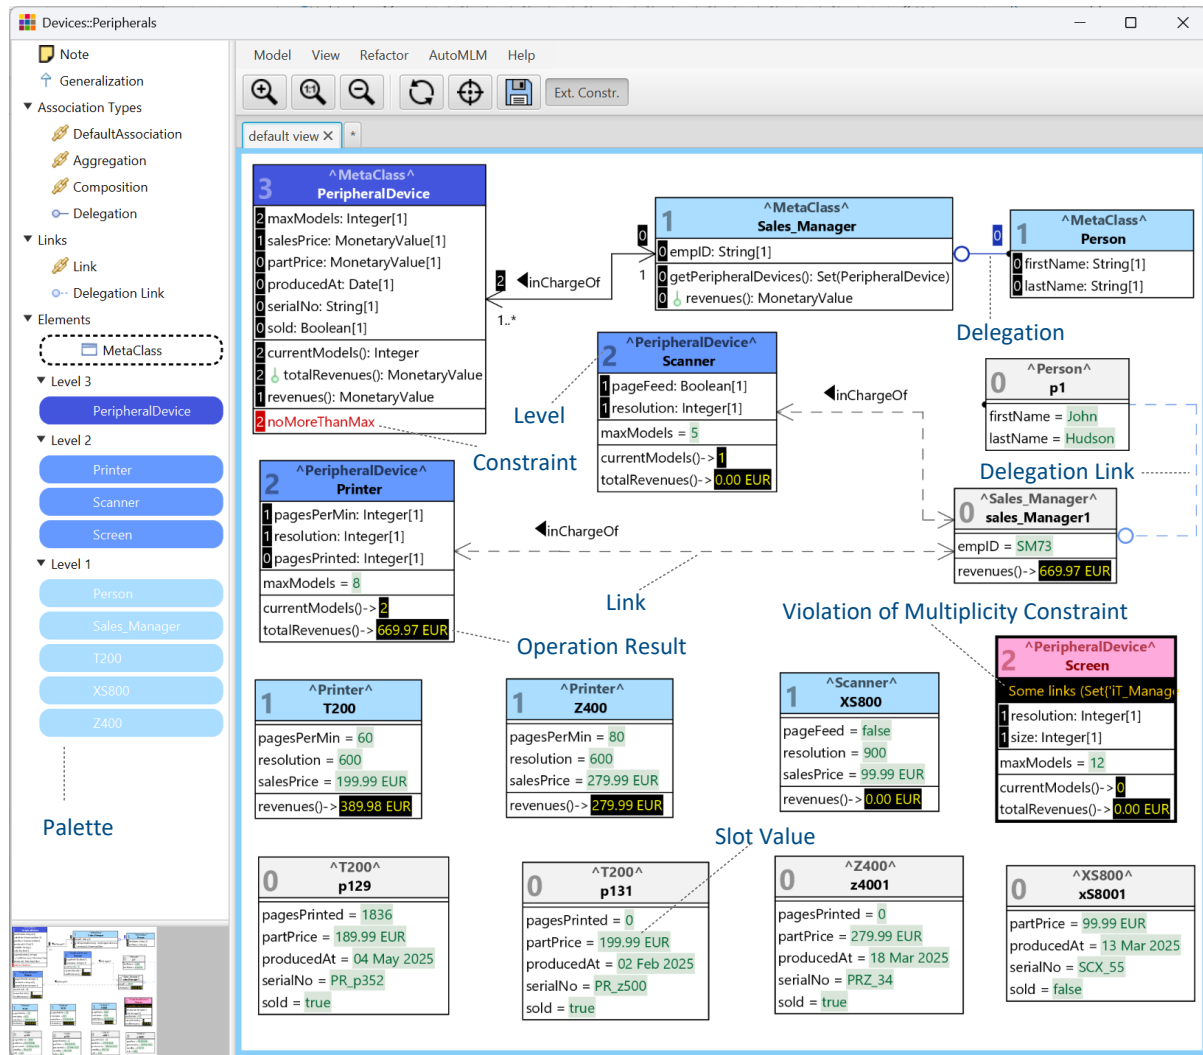 Devices::Peripherals
Note
Generalization
Association Types
DefaultAssociation
Aggregation
Composition
Delegation
Links
Link
Delegation Link
Elements
MetaClass
Level 3
PeripheralDevice
Level 2
Printer
Scanner
Screen
Level 1
Person
Sales_Manager
T200
XS800
Z400
Palette
Model View Refactor AutoMLM Help
1:1
Ext. Constr.
default view ✕ *
3
^MetaClass^
PeripheralDevice
2 maxModels: Integer[1]
1 salesPrice: MonetaryValue[1]
0 partPrice: MonetaryValue[1]
0 producedAt: Date[1]
0 serialNo: String[1]
0 sold: Boolean[1]
2 currentModels(): Integer
2 totalRevenues(): MonetaryValue
1 revenues(): MonetaryValue
2 noMoreThanMax
Constraint
2 ◀inChargeOf 0
1..* 1
1
^MetaClass^
Sales_Manager
0 empID: String[1]
0 getPeripheralDevices(): Set(PeripheralDevice)
0 revenues(): MonetaryValue
0
Delegation
1
^MetaClass^
Person
0 firstName: String[1]
0 lastName: String[1]
Level
2
^PeripheralDevice^
Scanner
1 pageFeed: Boolean[1]
1 resolution: Integer[1]
maxModels = 5
currentModels()-> 1
totalRevenues()-> 0.00 EUR
◀inChargeOf
0
^Person^
p1
firstName = John
lastName = Hudson
Delegation Link
2
^PeripheralDevice^
Printer
1 pagesPerMin: Integer[1]
1 resolution: Integer[1]
0 pagesPrinted: Integer[1]
maxModels = 8
currentModels()-> 2
totalRevenues()-> 669.97 EUR
◀inChargeOf
Link
Operation Result
0
^Sales_Manager^
sales_Manager1
empID = SM73
revenues()-> 669.97 EUR
Violation of Multiplicity Constraint
1
^Printer^
T200
pagesPerMin = 60
resolution = 600
salesPrice = 199.99 EUR
revenues()-> 389.98 EUR
1
^Printer^
Z400
pagesPerMin = 80
resolution = 600
salesPrice = 279.99 EUR
revenues()-> 279.99 EUR
1
^Scanner^
XS800
pageFeed = false
resolution = 900
salesPrice = 99.99 EUR
revenues()-> 0.00 EUR
2
^PeripheralDevice^
Screen
Some links (Set{'iT_Manage
1 resolution: Integer[1]
1 size: Integer[1]
maxModels = 12
currentModels()-> 0
totalRevenues()-> 0.00 EUR
Slot Value
0
^T200^
p129
pagesPrinted = 1836
partPrice = 189.99 EUR
producedAt = 04 May 2025
serialNo = PR_p352
sold = true
0
^T200^
p131
pagesPrinted = 0
partPrice = 199.99 EUR
producedAt = 02 Feb 2025
serialNo = PR_z500
sold = true
0
^Z400^
z4001
pagesPrinted = 0
partPrice = 279.99 EUR
producedAt = 18 Mar 2025
serialNo = PRZ_34
sold = true
0
^XS800^
xS8001
partPrice = 99.99 EUR
producedAt = 13 Mar 2025
serialNo = SCX_55
sold = false